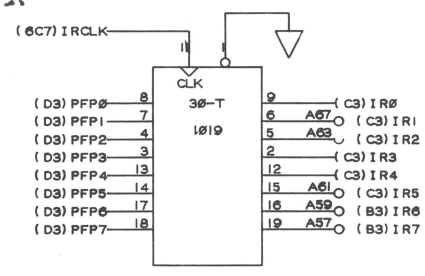 (6C7) IRCLK 11 1
CLK
(D3) PFPØ 8 30-T 9 (C3) IRØ
(D3) PFP1 7 6 A67 (C3) IR1
(D3) PFP2 4 1019 5 A63 (C3) IR2
(D3) PFP3 3 2 (C3) IR3
(D3) PFP4 13 12 (C3) IR4
(D3) PFP5 14 15 A61 (C3) IR5
(D3) PFP6 17 16 A59 (B3) IR6
(D3) PFP7 18 19 A57 (B3) IR7